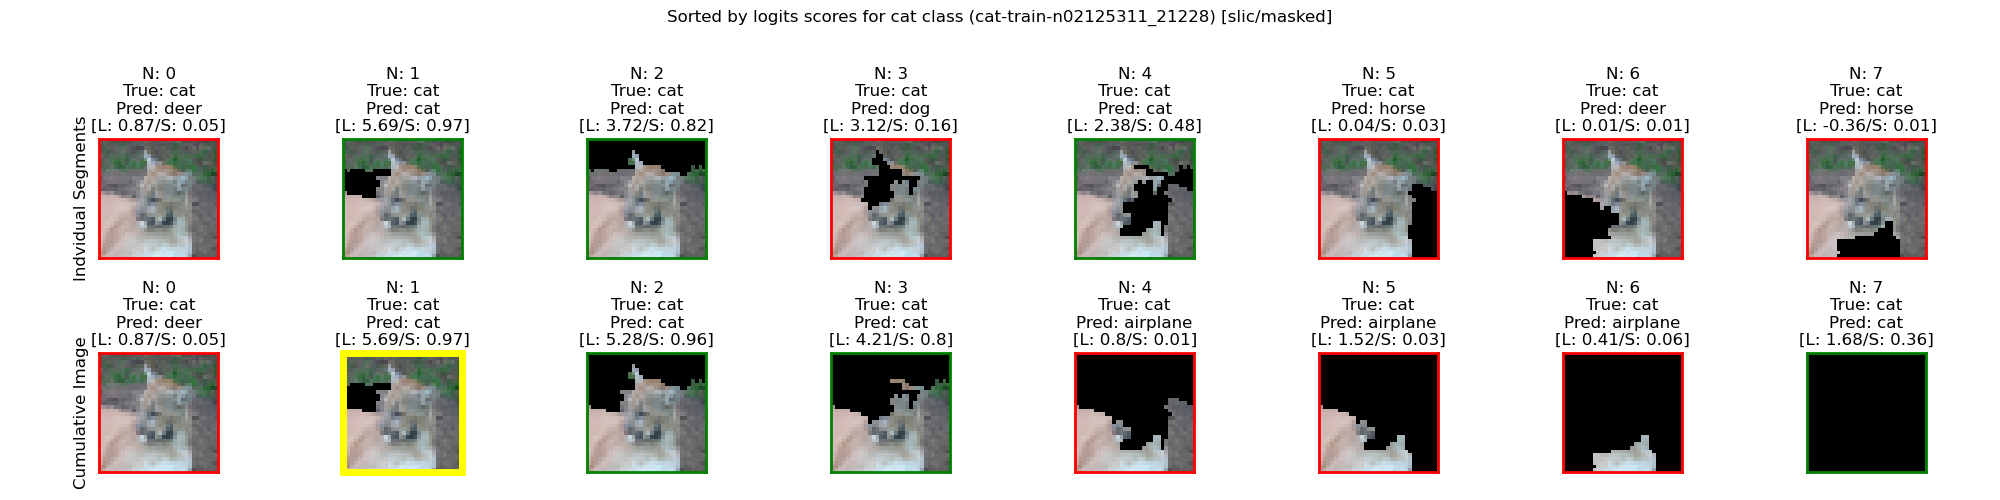 Sorted by logits scores for cat class (cat-train-n02125311_21228) [slic/masked]
Indvidual Segments
N: 0
True: cat
Pred: deer
[L: 0.87/S: 0.05]
N: 1
True: cat
Pred: cat
[L: 5.69/S: 0.97]
N: 2
True: cat
Pred: cat
[L: 3.72/S: 0.82]
N: 3
True: cat
Pred: dog
[L: 3.12/S: 0.16]
N: 4
True: cat
Pred: cat
[L: 2.38/S: 0.48]
N: 5
True: cat
Pred: horse
[L: 0.04/S: 0.03]
N: 6
True: cat
Pred: deer
[L: 0.01/S: 0.01]
N: 7
True: cat
Pred: horse
[L: -0.36/S: 0.01]
Cumulative Image
N: 0
True: cat
Pred: deer
[L: 0.87/S: 0.05]
N: 1
True: cat
Pred: cat
[L: 5.69/S: 0.97]
N: 2
True: cat
Pred: cat
[L: 5.28/S: 0.96]
N: 3
True: cat
Pred: cat
[L: 4.21/S: 0.8]
N: 4
True: cat
Pred: airplane
[L: 0.8/S: 0.01]
N: 5
True: cat
Pred: airplane
[L: 1.52/S: 0.03]
N: 6
True: cat
Pred: airplane
[L: 0.41/S: 0.06]
N: 7
True: cat
Pred: cat
[L: 1.68/S: 0.36]